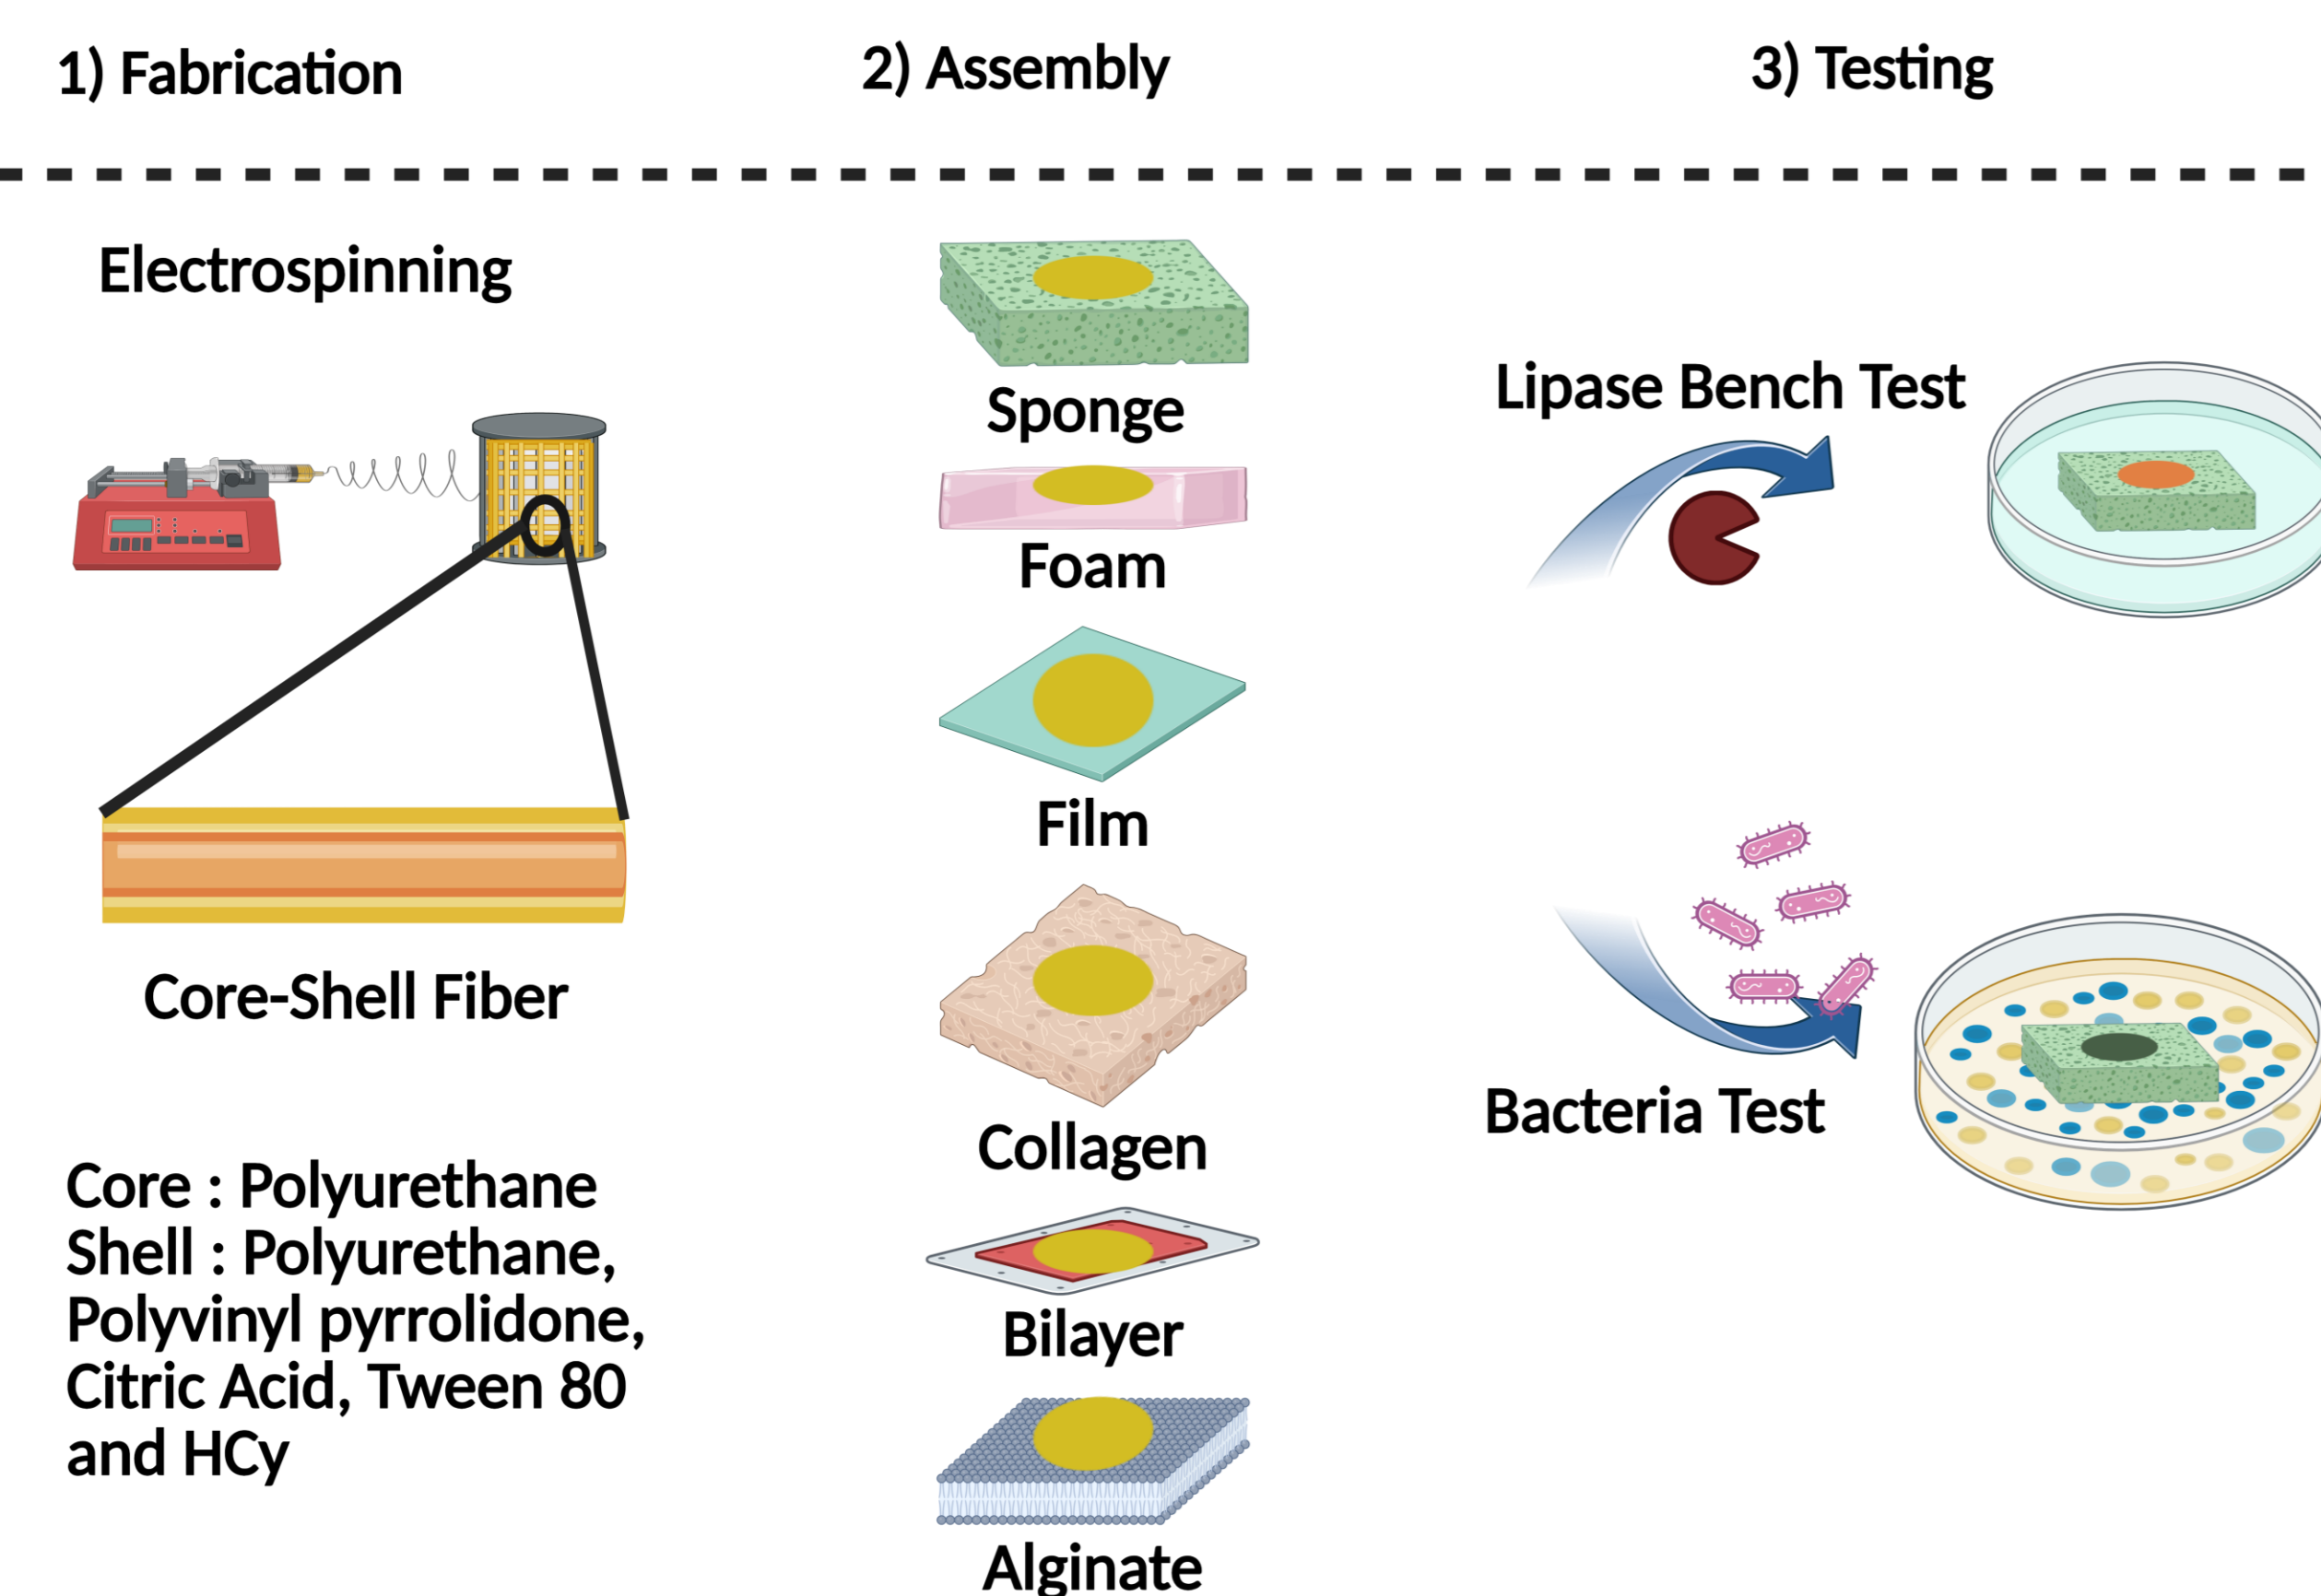 1) Fabrication
2) Assembly
3) Testing
Electrospinning
Core-Shell Fiber
Core : Polyurethane
Shell : Polyurethane,
Polyvinyl pyrrolidone,
Citric Acid, Tween 80
and HCy
Sponge
Foam
Film
Collagen
Bilayer
Alginate
Lipase Bench Test
Bacteria Test